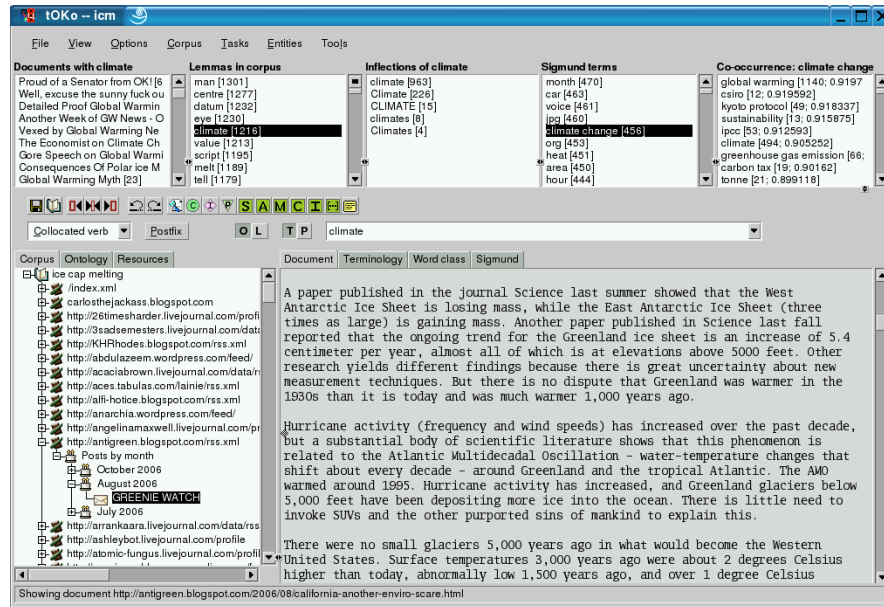 tOKo -- icm
File View Options Corpus Tasks Entities Tools
Documents with climate
Proud of a Senator from OK! [6
Well, excuse the sunny fuck ou
Detailed Proof Global Warmin
Another Week of GW News - O
Vexed by Global Warming Ne
The Economist on Climate Ch
Gore Speech on Global Warmi
Consequences Of Polar ice M
Global Warming Myth [23]
Lemmas in corpus
man [1301]
centre [1277]
datum [1232]
eye [1230]
climate [1216]
value [1213]
script [1195]
melt [1189]
tell [1179]
Inflections of climate
climate [963]
Climate [226]
CLIMATE [15]
climates [8]
Climates [4]
Sigmund terms
month [470]
car [463]
voice [461]
jpg [460]
climate change [456]
org [453]
heat [451]
area [450]
hour [444]
Co-occurrence: climate change
global warming [1140; 0.9197
csiro [12; 0.919592]
kyoto protocol [49; 0.918337]
sustainability [13; 0.915875]
ipcc [53; 0.912593]
climate [494; 0.905252]
greenhouse gas emission [66;
carbon tax [19; 0.90162]
tonne [21; 0.899118]
S A M C I
Collocated verb Postfix O L T P climate
Corpus Ontology Resources
ice cap melting
/index.xml
carlosthejackass.blogspot.com
http://26timesharder.livejournal.com/profi
http://3sadsemesters.livejournal.com/data
http://KHRhodes.blogspot.com/rss.xml
http://abdulazeem.wordpress.com/feed/
http://acaciabrown.livejournal.com/data/rs
http://aces.tabulas.com/lainie/rss.xml
http://alfi-hotice.blogspot.com/rss.xml
http://anarchia.wordpress.com/feed/
http://angelinamaxwell.livejournal.com/pr
http://antigreen.blogspot.com/rss.xml
Posts by month
October 2006
August 2006
GREENIE WATCH
July 2006
http://arrankaara.livejournal.com/data/rss
http://ashleybot.livejournal.com/profile
http://atomic-fungus.livejournal.com/profil
Document Terminology Word class Sigmund
A paper published in the journal Science last summer showed that the West
Antarctic Ice Sheet is losing mass, while the East Antarctic Ice Sheet (three
times as large) is gaining mass. Another paper published in Science last fall
reported that the ongoing trend for the Greenland ice sheet is an increase of 5.4
centimeter per year, almost all of which is at elevations above 5000 feet. Other
research yields different findings because there is great uncertainty about new
measurement techniques. But there is no dispute that Greenland was warmer in the
1930s than it is today and was much warmer 1,000 years ago.
Hurricane activity (frequency and wind speeds) has increased over the past decade,
but a substantial body of scientific literature shows that this phenomenon is
related to the Atlantic Multidecadal Oscillation - water-temperature changes that
shift about every decade - around Greenland and the tropical Atlantic. The AMO
warmed around 1995. Hurricane activity has increased, and Greenland glaciers below
5,000 feet have been depositing more ice into the ocean. There is little need to
invoke SUVs and the other purported sins of mankind to explain this.
There were no small glaciers 5,000 years ago in what would become the Western
United States. Surface temperatures 3,000 years ago were about 2 degrees Celsius
higher than today, abnormally low 1,500 years ago, and over 1 degree Celsius
Showing document http://antigreen.blogspot.com/2006/08/california-another-enviro-scare.html